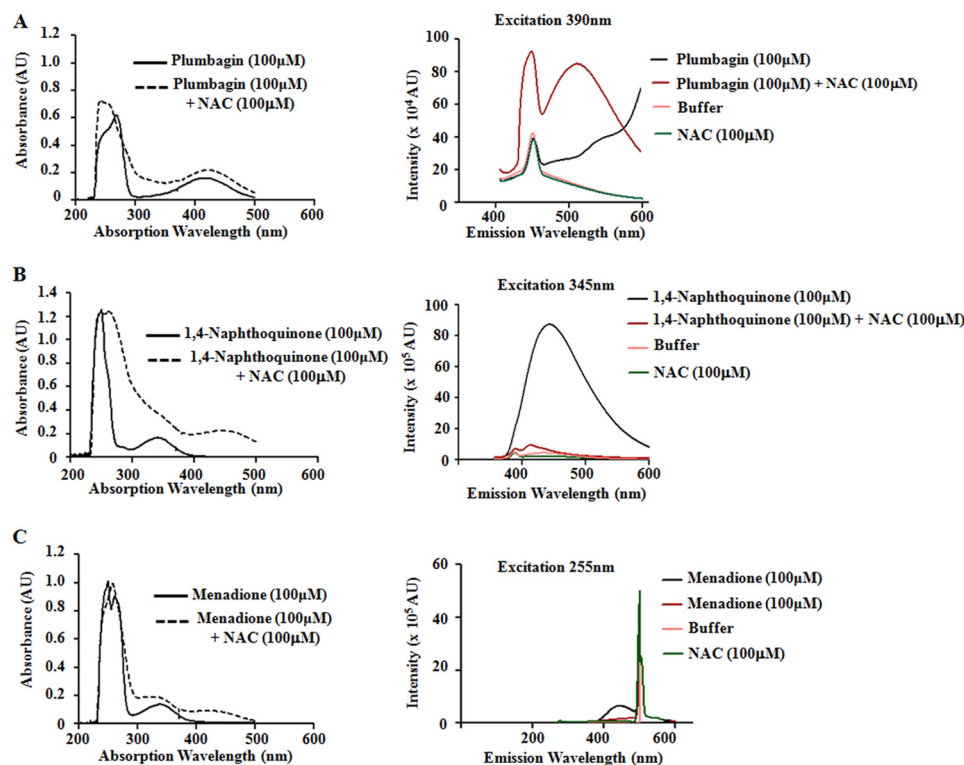 A
Absorbance (AU)
1.4
1.2
1.0
0.8
0.6
0.4
0.2
0
200 300 400 500 600
Absorption Wavelength (nm)
Plumbagin (100µM)
Plumbagin (100µM)
+ NAC (100µM)
Excitation 390nm
Intensity (x 10⁴ AU)
100
80
60
40
20
0
400 500 600
Emission Wavelength (nm)
Plumbagin (100µM)
Plumbagin (100µM) + NAC (100µM)
Buffer
NAC (100µM)
B
Absorbance (AU)
1.4
1.2
1.0
0.8
0.6
0.4
0.2
0
200 300 400 500 600
Absorption Wavelength (nm)
1,4-Naphthoquinone (100µM)
1,4-Naphthoquinone (100µM)
+ NAC (100µM)
Excitation 345nm
Intensity (x 10⁵ AU)
100
80
60
40
20
0
400 500 600
Emission Wavelength (nm)
1,4-Naphthoquinone (100µM)
1,4-Naphthoquinone (100µM) + NAC (100µM)
Buffer
NAC (100µM)
C
Absorbance (AU)
1.2
1.0
0.8
0.6
0.4
0.2
0
200 300 400 500 600
Absorption Wavelength (nm)
Menadione (100µM)
Menadione (100µM)
+ NAC (100µM)
Excitation 255nm
Intensity (x 10⁵ AU)
60
40
20
0
400 600
Emission Wavelength (nm)
Menadione (100µM)
Menadione (100µM)
Buffer
NAC (100µM)